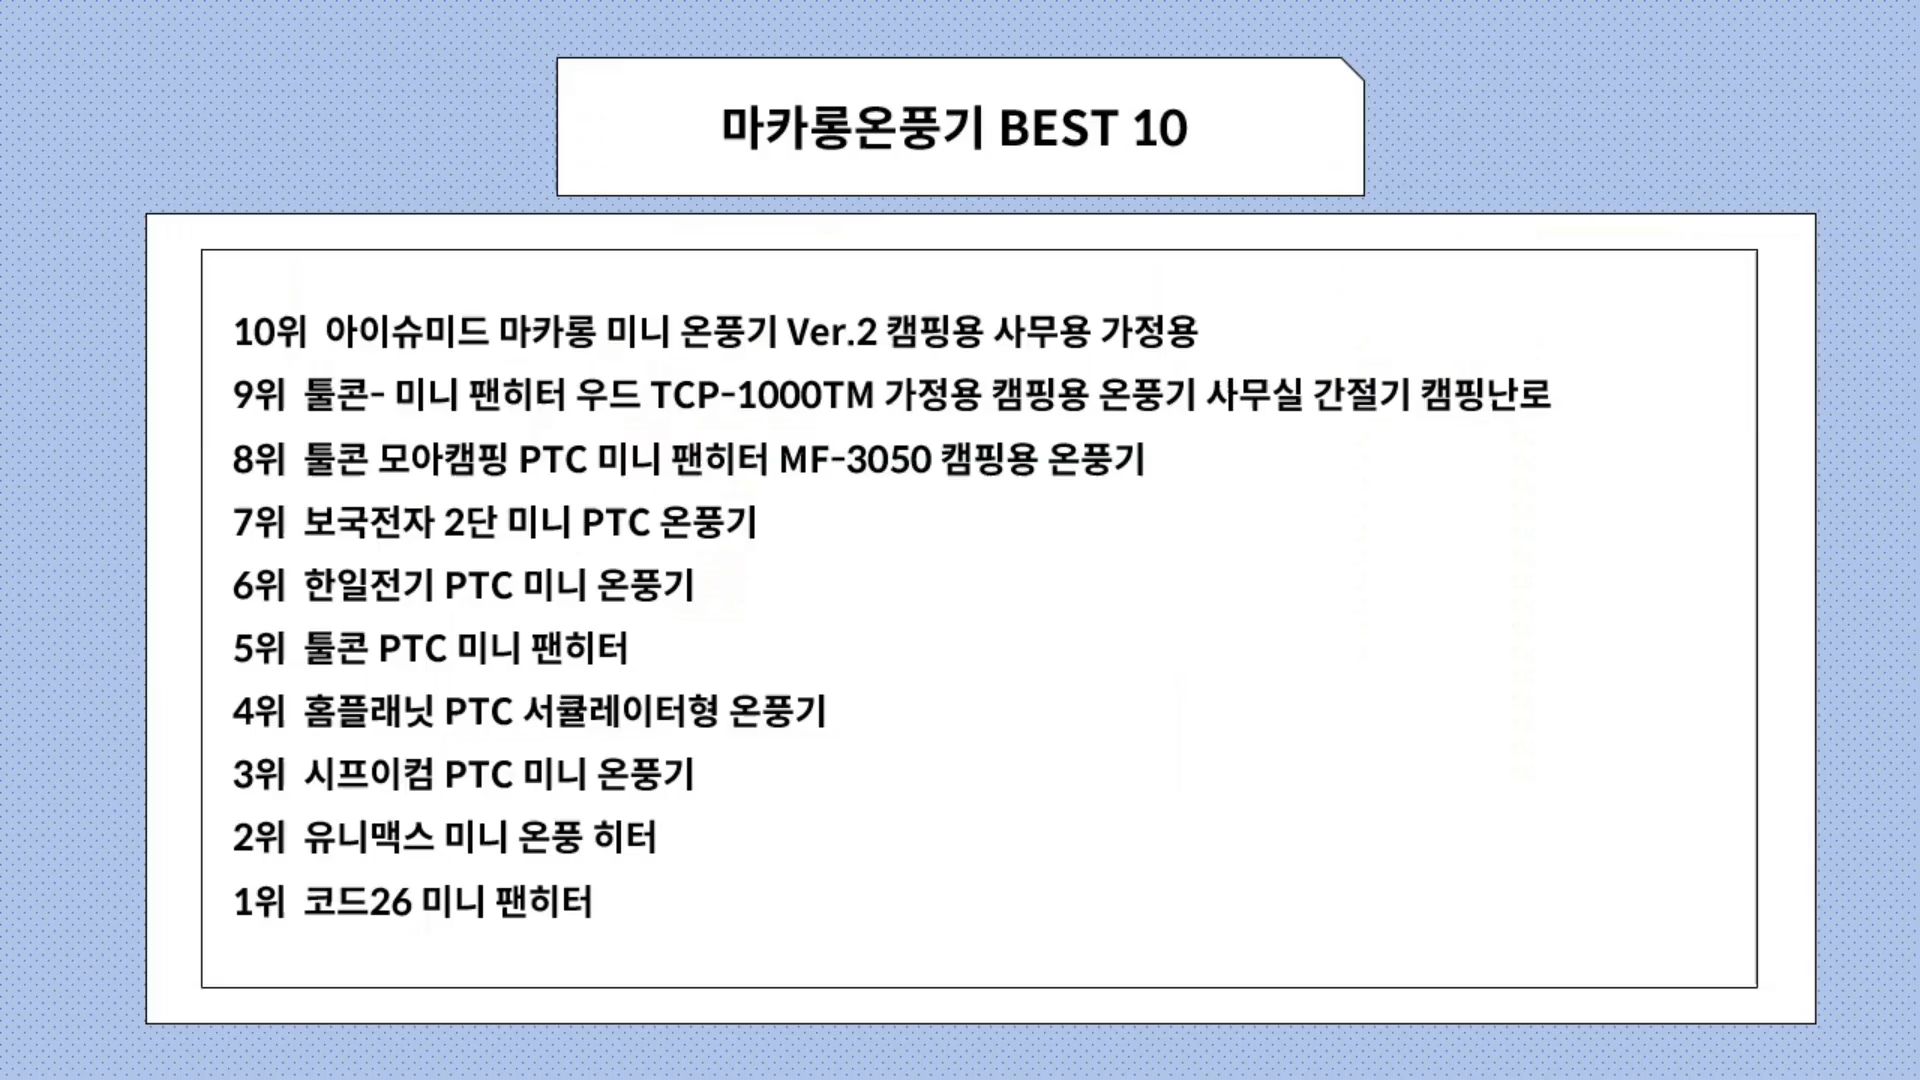 마카롱온풍기 BEST 10
10위 아이슈미드 마카롱 미니 온풍기 Ver.2 캠핑용 사무용 가정용
9위 툴콘- 미니 팬히터 우드 TCP-1000TM 가정용 캠핑용 온풍기 사무실 간절기 캠핑난로
8위 툴콘 모아캠핑 PTC 미니 팬히터 MF-3050 캠핑용 온풍기
7위 보국전자 2단 미니 PTC 온풍기
6위 한일전기 PTC 미니 온풍기
5위 툴콘 PTC 미니 팬히터
4위 홈플래닛 PTC 서큘레이터형 온풍기
3위 시프이컴 PTC 미니 온풍기
2위 유니맥스 미니 온풍 히터
1위 코드26 미니 팬히터